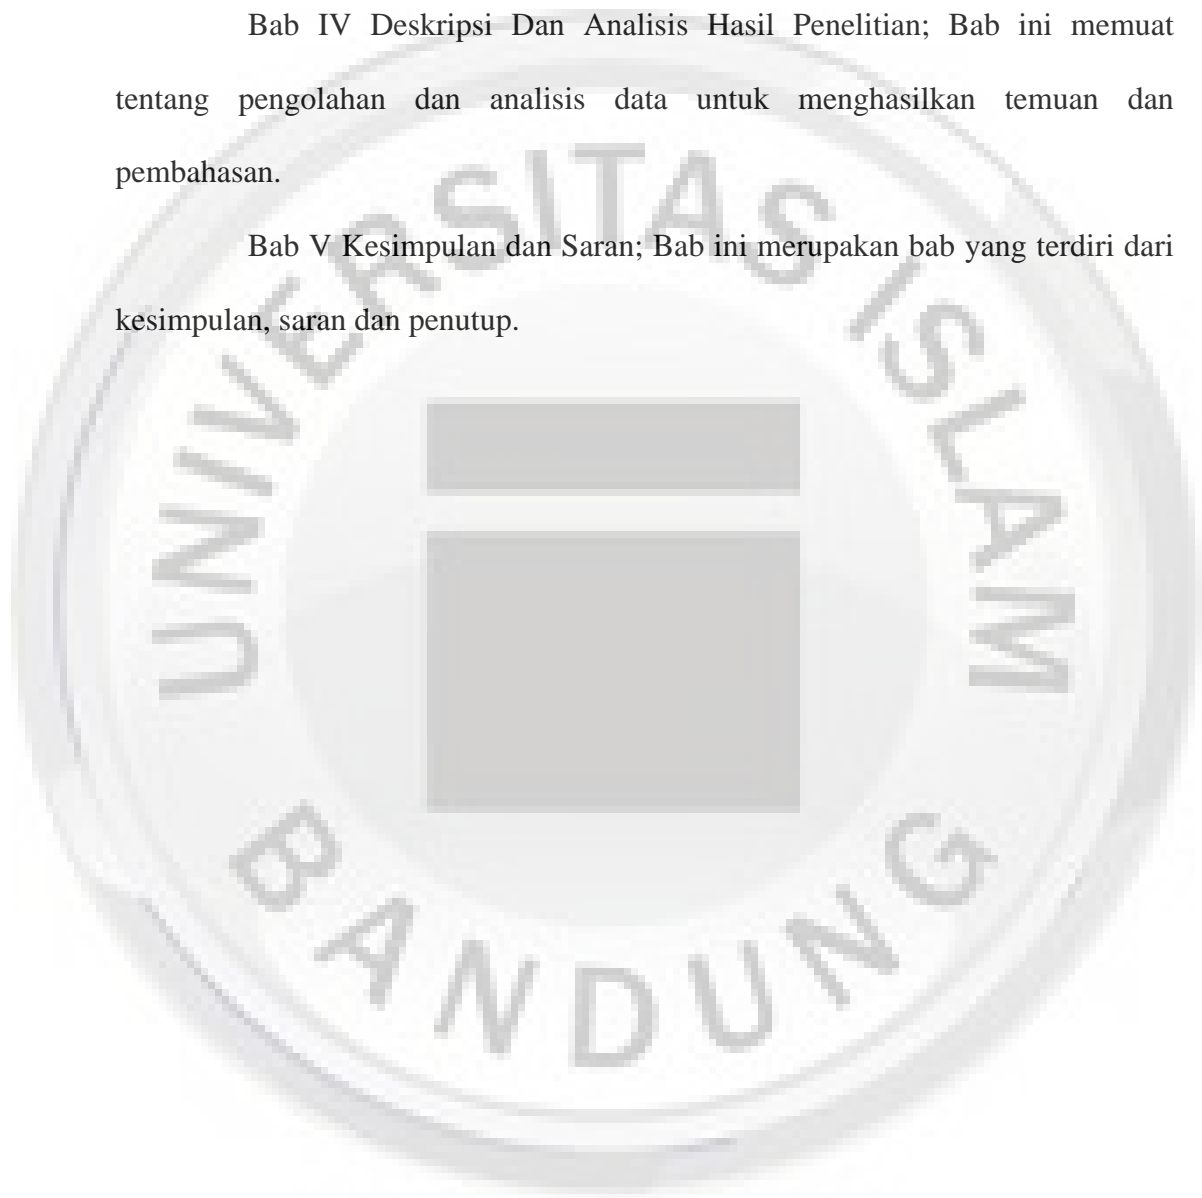 Bab IV Deskripsi Dan Analisis Hasil Penelitian; Bab ini memuat
tentang pengolahan dan analisis data untuk menghasilkan temuan dan
pembahasan.
Bab V Kesimpulan dan Saran; Bab ini merupakan bab yang terdiri dari
kesimpulan, saran dan penutup.
UNIVERSITAS ISLAM
BANDUNG